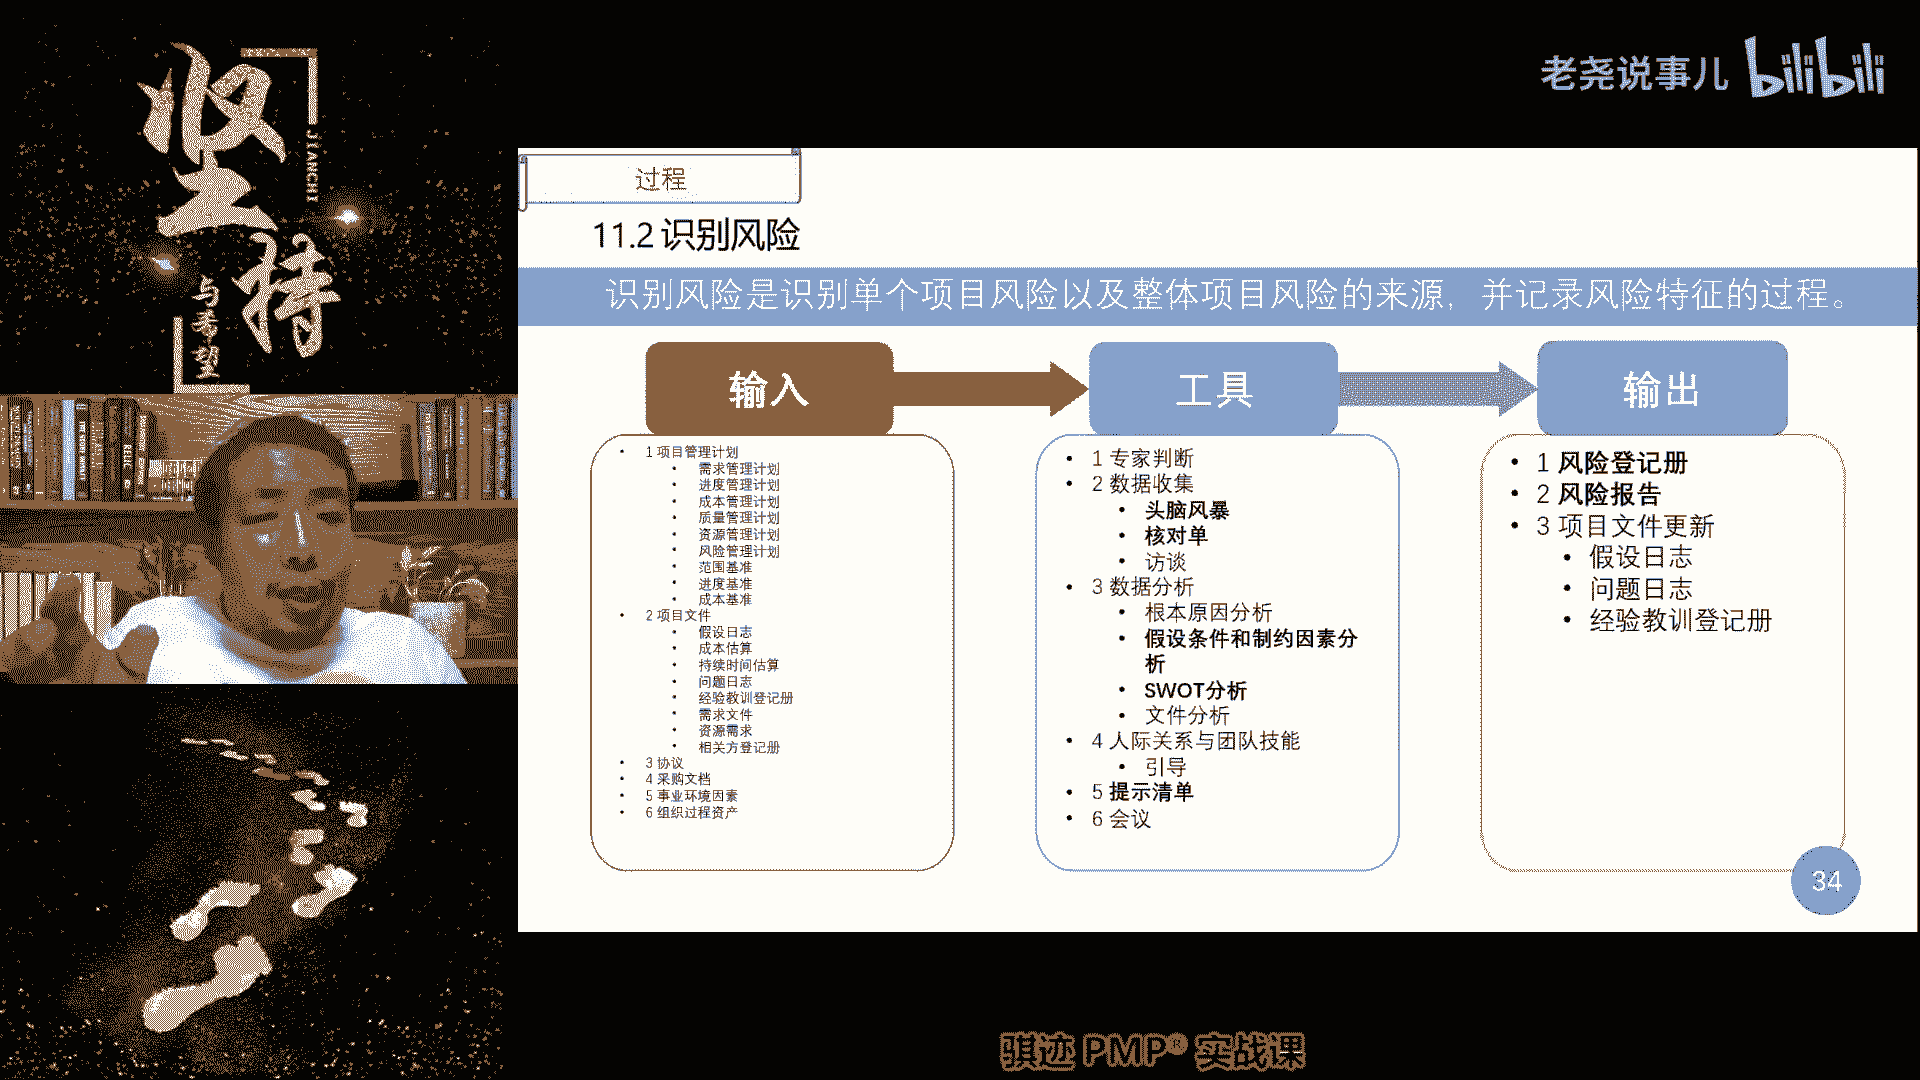 坚持
JIANCHI
与希望
老尧说事儿 bilibili
过程
11.2 识别风险
识别风险是识别单个项目风险以及整体项目风险的来源，并记录风险特征的过程。
输入
• 1 项目管理计划
• 需求管理计划
• 进度管理计划
• 成本管理计划
• 质量管理计划
• 资源管理计划
• 风险管理计划
• 范围基准
• 进度基准
• 成本基准
• 2 项目文件
• 假设日志
• 成本估算
• 持续时间估算
• 问题日志
• 经验教训登记册
• 需求文件
• 资源需求
• 相关方登记册
• 3 协议
• 4 采购文档
• 5 事业环境因素
• 6 组织过程资产
工具
• 1 专家判断
• 2 数据收集
• 头脑风暴
• 核对单
• 访谈
• 3 数据分析
• 根本原因分析
• 假设条件和制约因素分
析
• SWOT分析
• 文件分析
• 4 人际关系与团队技能
• 引导
• 5 提示清单
• 6 会议
输出
• 1 风险登记册
• 2 风险报告
• 3 项目文件更新
• 假设日志
• 问题日志
• 经验教训登记册
34
骐迹 PMP® 实战课